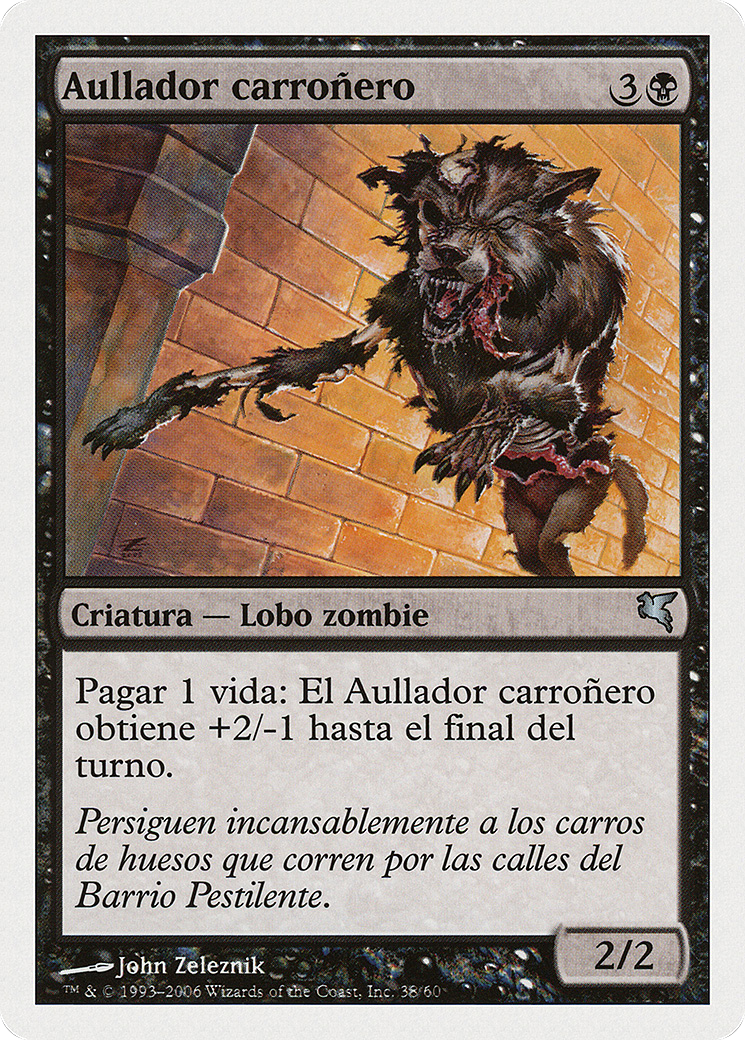 Aullador carroñero 3
Criatura — Lobo zombie
Pagar 1 vida: El Aullador carroñero
obtiene +2/-1 hasta el final del
turno.
Persiguen incansablemente a los carros
de huesos que corren por las calles del
Barrio Pestilente.
2/2
John Zeleznik
™ & © 1993–2006 Wizards of the Coast, Inc. 38/60